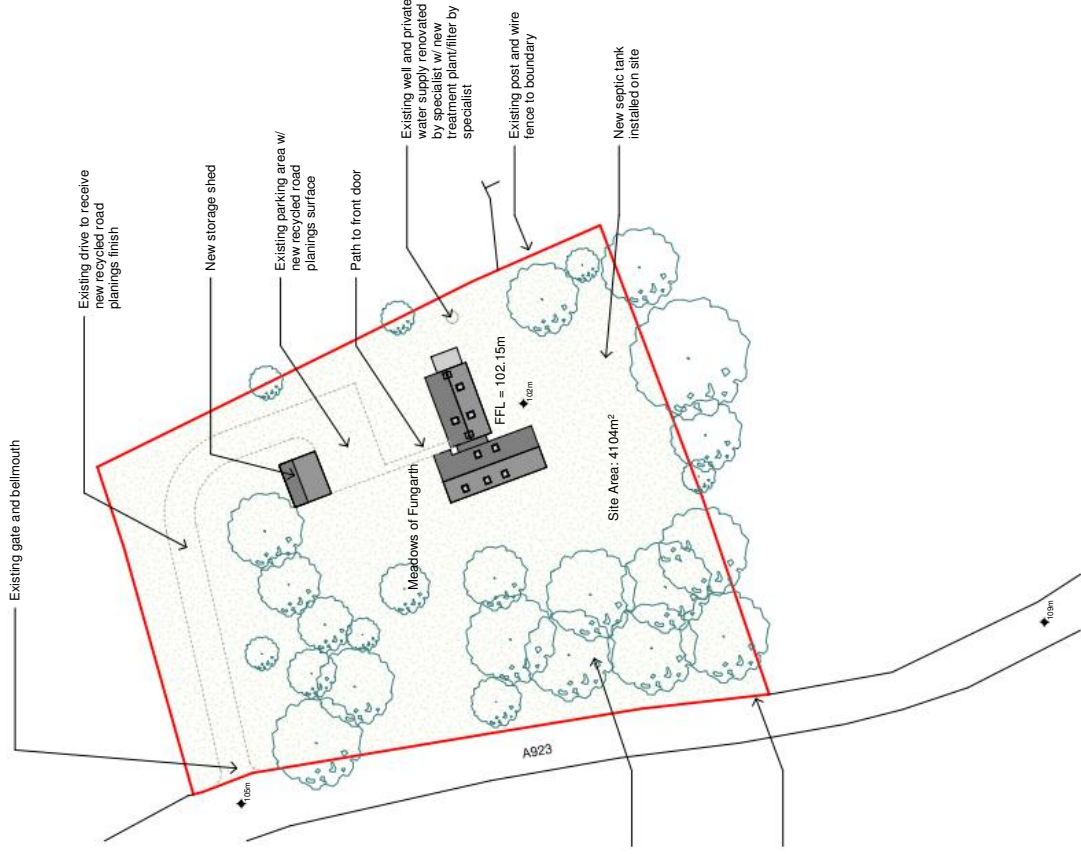 Existing gate and bellmouth
Existing drive to receive
new recycled road
planings finish
New storage shed
Existing parking area w/
new recycled road
planings surface
Path to front door
Existing well and private
water supply renovated
by specialist w/ new
treatment plant/filter by
specialist
Existing post and wire
fence to boundary
New septic tank
installed on site
Meadows of Fungarth
FFL = 102.15m
102m
Site Area: 4104m²
A923
105m
109m